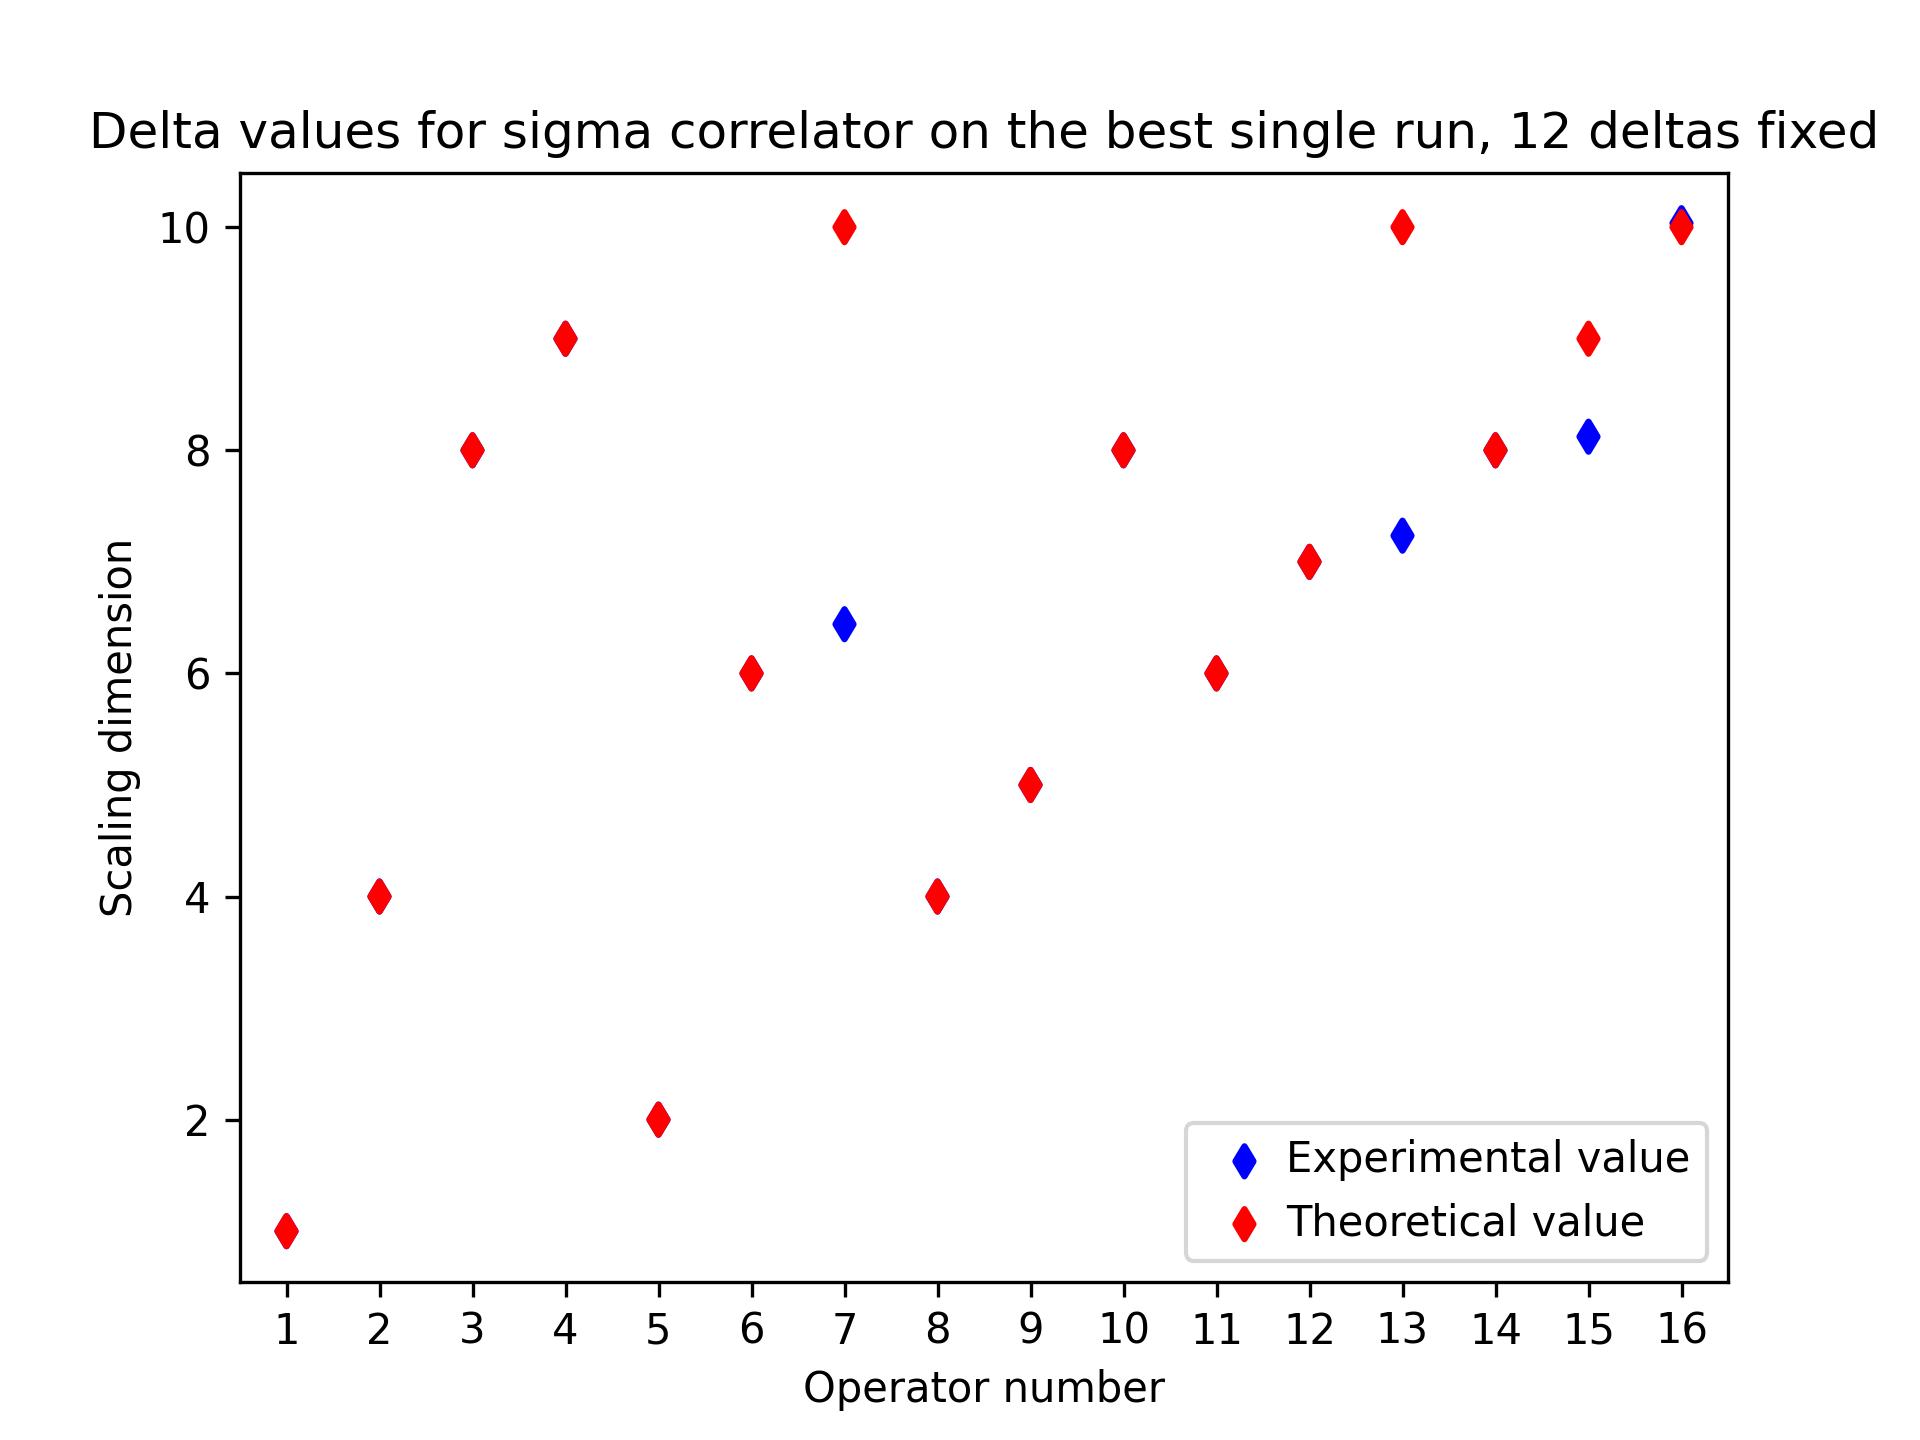 Delta values for sigma correlator on the best single run, 12 deltas fixed
10
8
6
4
2
Scaling dimension
Experimental value
Theoretical value
1 2 3 4 5 6 7 8 9 10 11 12 13 14 15 16
Operator number